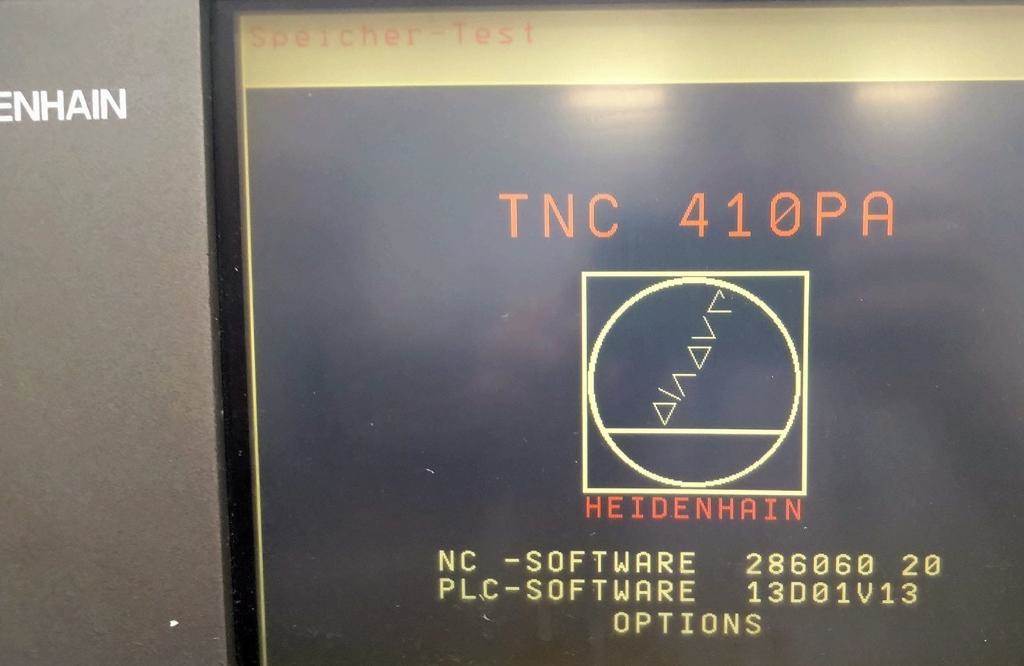 ENHAIN
Speicher-Test
TNC 410PA
HEIDENHAIN
NC -SOFTWARE 286060 20
PLC-SOFTWARE 13D01V13
OPTIONS